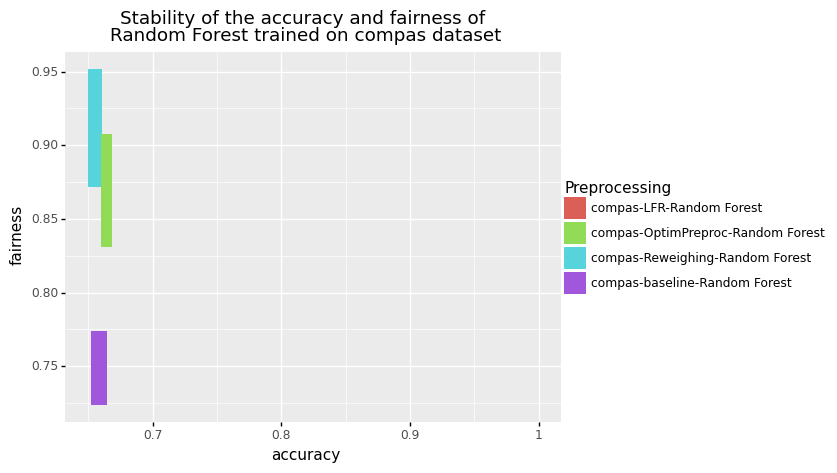 Stability of the accuracy and fairness of
Random Forest trained on compas dataset
fairness
0.95
0.90
0.85
0.80
0.75
0.7
0.8
0.9
1
accuracy
Preprocessing
compas-LFR-Random Forest
compas-OptimPreproc-Random Forest
compas-Reweighing-Random Forest
compas-baseline-Random Forest